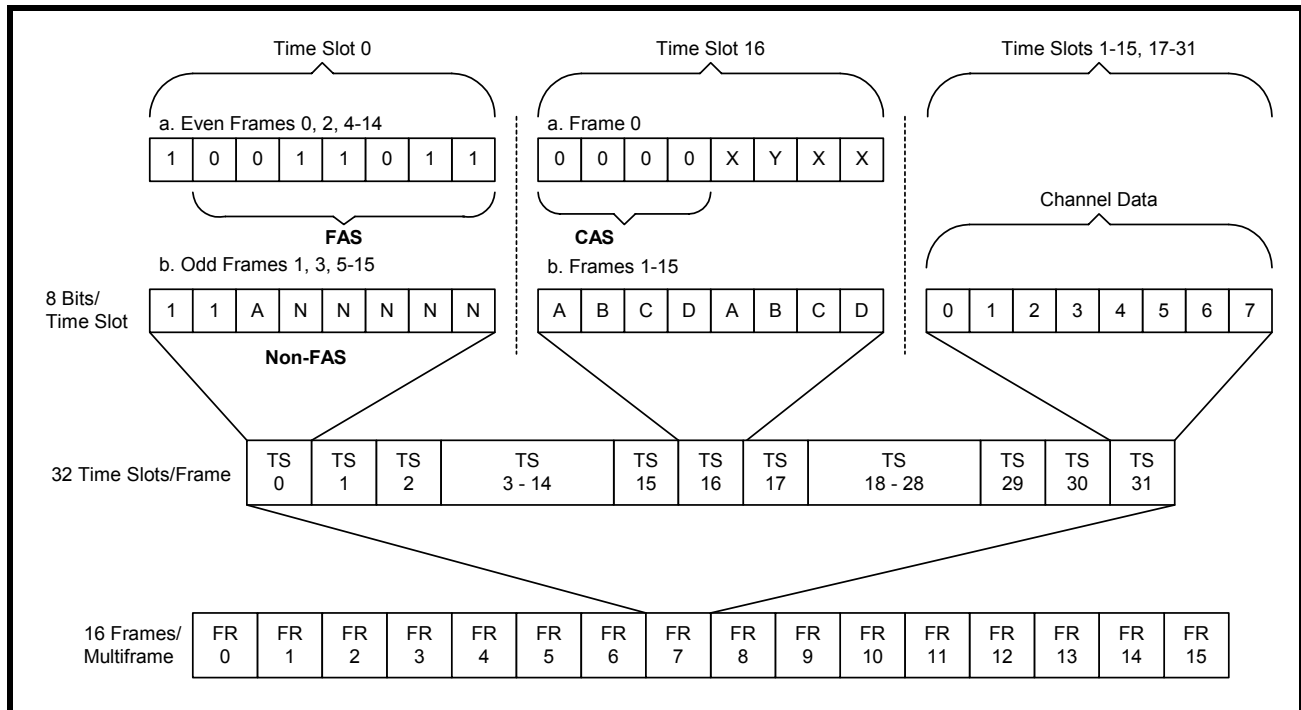 Time Slot 0
Time Slot 16
Time Slots 1-15, 17-31
a. Even Frames 0, 2, 4-14
a. Frame 0
1 0 0 1 1 0 1 1
0 0 0 0 X Y X X
Channel Data
FAS
CAS
b. Odd Frames 1, 3, 5-15
b. Frames 1-15
8 Bits/
Time Slot
1 1 A N N N N N
A B C D A B C D
0 1 2 3 4 5 6 7
Non-FAS
32 Time Slots/Frame
TS TS TS TS TS TS TS TS TS TS TS
0 1 2 3 - 14 15 16 17 18 - 28 29 30 31
16 Frames/
Multiframe
FR FR FR FR FR FR FR FR FR FR FR FR FR FR FR FR
0 1 2 3 4 5 6 7 8 9 10 11 12 13 14 15